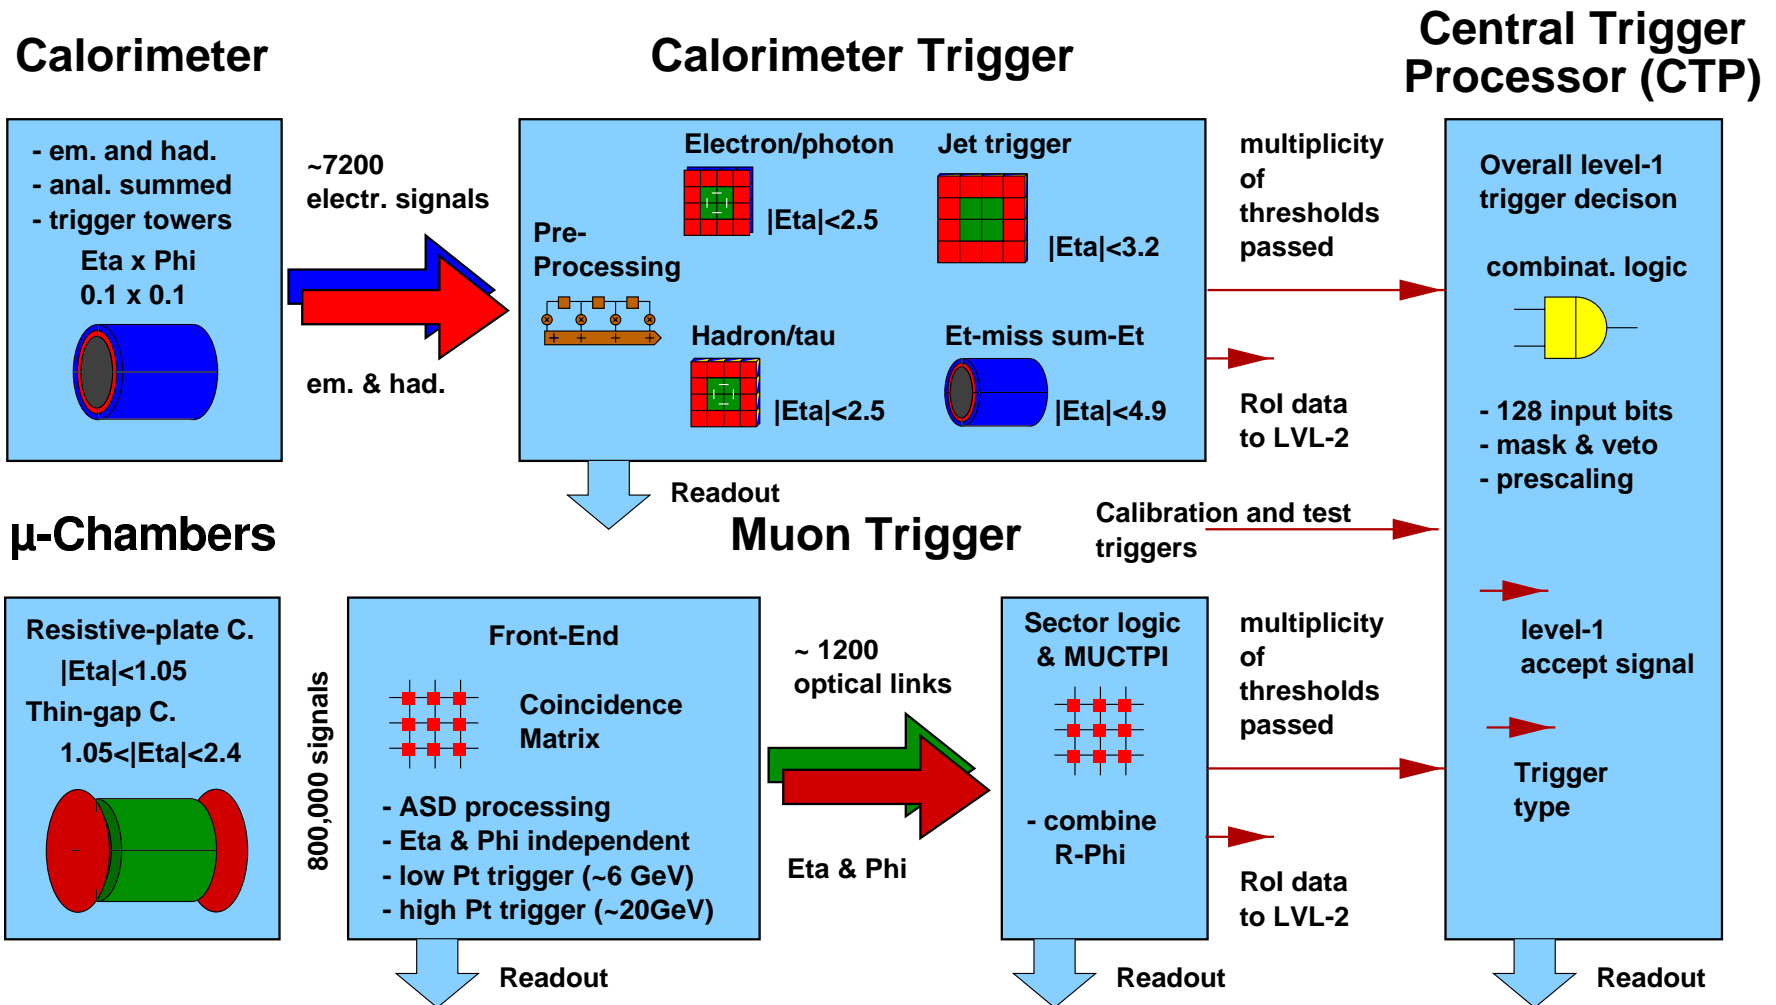 Calorimeter
- em. and had.
- anal. summed
- trigger towers
Eta x Phi
0.1 x 0.1
~7200
electr. signals
em. & had.
Calorimeter Trigger
Electron/photon
|Eta|<2.5
Jet trigger
|Eta|<3.2
Pre-
Processing
Hadron/tau
|Eta|<2.5
Et-miss sum-Et
|Eta|<4.9
Readout
multiplicity
of
thresholds
passed
RoI data
to LVL-2
Central Trigger
Processor (CTP)
Overall level-1
trigger decison
combinat. logic
- 128 input bits
- mask & veto
- prescaling
level-1
accept signal
Trigger
type
Readout
Calibration and test
triggers
µ-Chambers
Resistive-plate C.
|Eta|<1.05
Thin-gap C.
1.05<|Eta|<2.4
800,000 signals
Muon Trigger
Front-End
Coincidence
Matrix
- ASD processing
- Eta & Phi independent
- low Pt trigger (~6 GeV)
- high Pt trigger (~20GeV)
Readout
~ 1200
optical links
Eta & Phi
Sector logic
& MUCTPI
- combine
R-Phi
Readout
multiplicity
of
thresholds
passed
RoI data
to LVL-2